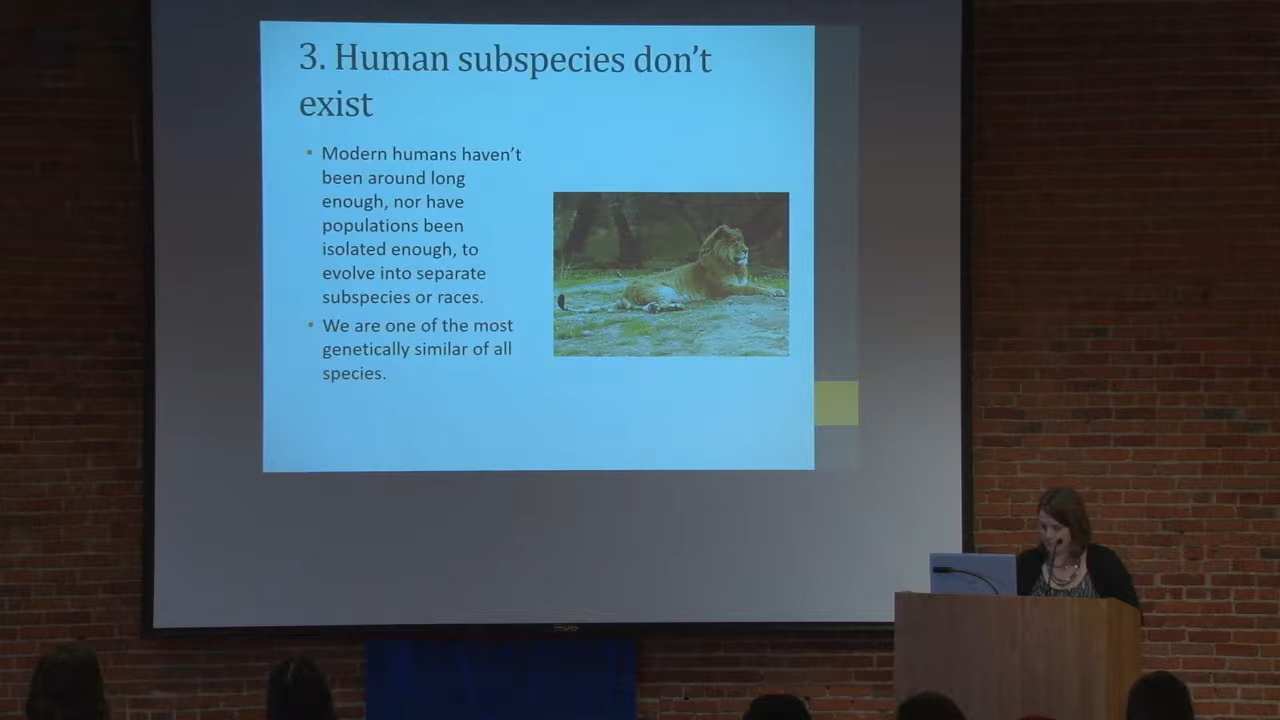 3. Human subspecies don't
exist
• Modern humans haven't
been around long
enough, nor have
populations been
isolated enough, to
evolve into separate
subspecies or races.
• We are one of the most
genetically similar of all
species.